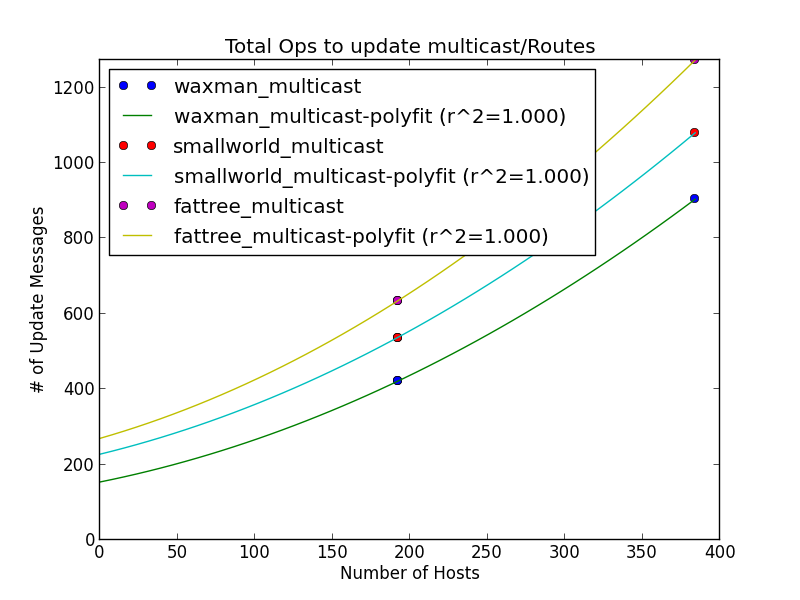 Total Ops to update multicast/Routes
waxman_multicast
waxman_multicast-polyfit (r^2=1.000)
smallworld_multicast
smallworld_multicast-polyfit (r^2=1.000)
fattree_multicast
fattree_multicast-polyfit (r^2=1.000)
# of Update Messages
1200
1000
800
600
400
200
0
0 50 100 150 200 250 300 350 400
Number of Hosts